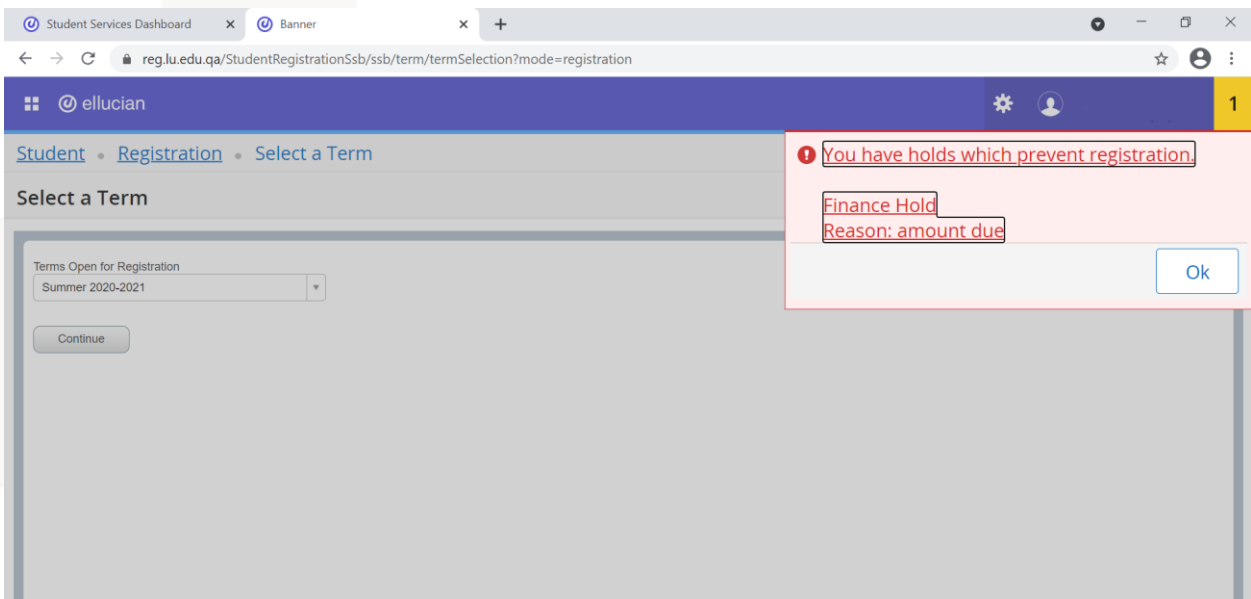 Student Services Dashboard
Banner
reg.lu.edu.qa/StudentRegistrationSsb/ssb/term/termSelection?mode=registration
ellucian
1
Student • Registration • Select a Term
You have holds which prevent registration.
Select a Term
Finance Hold
Reason: amount due
Ok
Terms Open for Registration
Summer 2020-2021
Continue